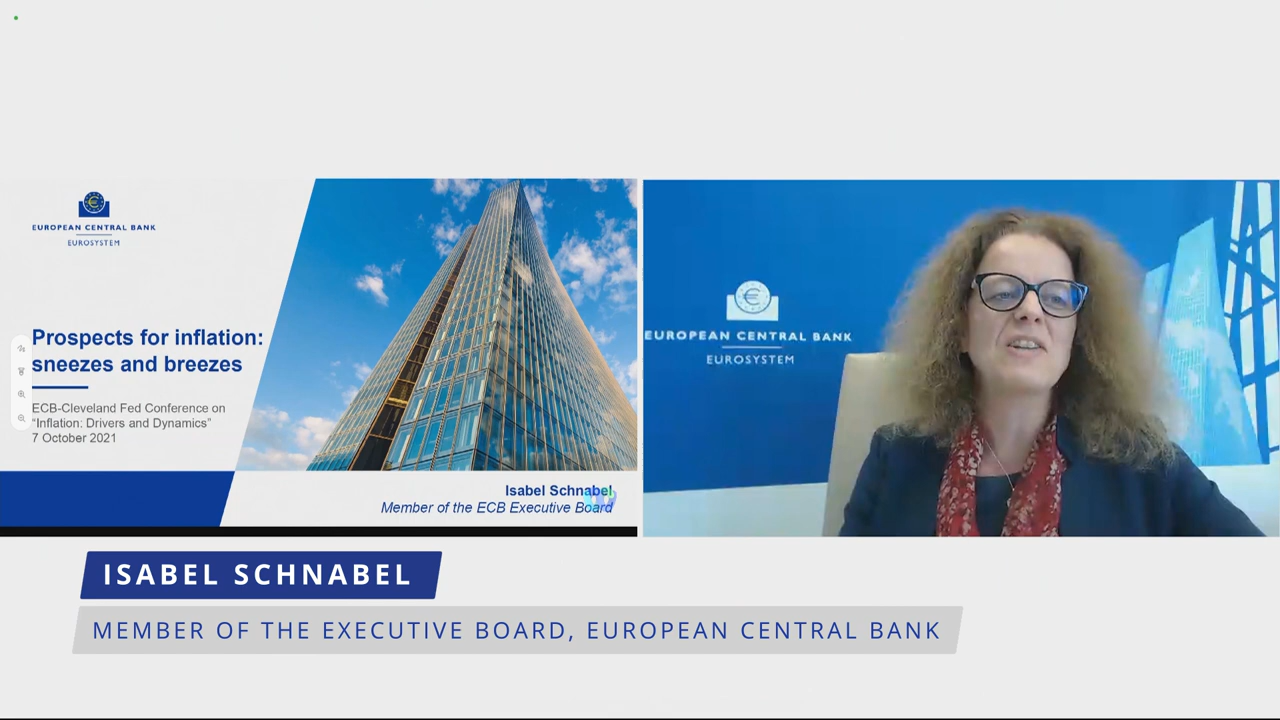 EUROPEAN CENTRAL BANK
EUROSYSTEM
Prospects for inflation:
sneezes and breezes
ECB-Cleveland Fed Conference on
“Inflation: Drivers and Dynamics”
7 October 2021
Isabel Schnabel
Member of the ECB Executive Board
EUROPEAN CENTRAL BANK
EUROSYSTEM
ISABEL SCHNABEL
MEMBER OF THE EXECUTIVE BOARD, EUROPEAN CENTRAL BANK